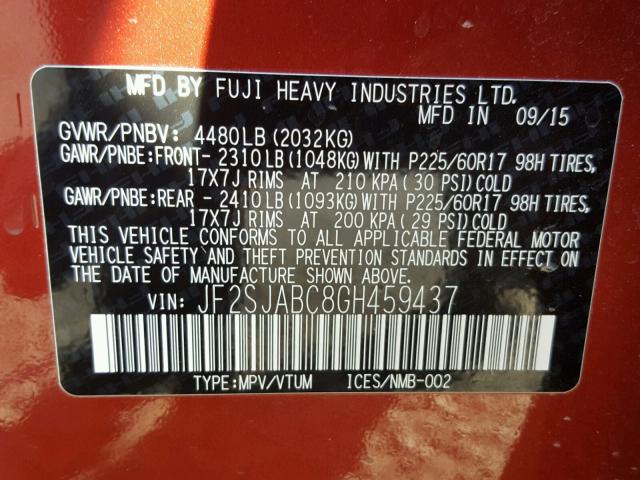 MFD BY FUJI HEAVY INDUSTRIES LTD.
MFD IN 09/15
GVWR/PNBV: 4480LB(2032KG)
GAWR/PNBE:FRONT- 2310LB(1048KG)WITH P225/60R17 98H TIRES,
17X7J RIMS AT 210 KPA(30 PSI)COLD
GAWR/PNBE:REAR - 2410LB(1093KG)WITH P225/60R17 98H TIRES,
17X7J RIMS AT 200 KPA(29 PSI)COLD
THIS VEHICLE CONFORMS TO ALL APPLICABLE FEDERAL MOTOR
VEHICLE SAFETY AND THEFT PREVENTION STANDARDS IN EFFECT
ON THE DATE OF MANUFACTURE SHOWN ABOVE.
VIN: JF2SJABC8GH459437
TYPE:MPV/VTUM ICES/NMB-002